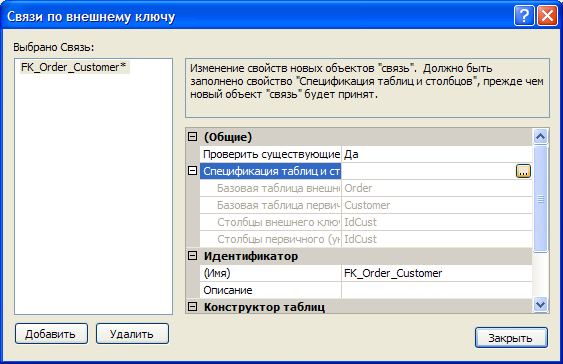 Связи по внешнему ключу
Выбрано Связь:
FK_Order_Customer*
Изменение свойств новых объектов "связь". Должно быть
заполнено свойство "Спецификация таблиц и столбцов", прежде чем
новый объект "связь" будет принят.
(Общие)
Проверить существующие Да
Спецификация таблиц и ст ...
Базовая таблица внешн Order
Базовая таблица первич Customer
Столбцы внешнего клю IdCust
Столбцы первичного (ун IdCust
Идентификатор
(Имя) FK_Order_Customer
Описание
Конструктор таблиц
Добавить Удалить
Закрыть